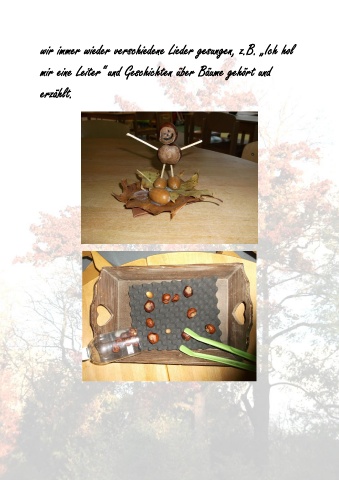 wir immer wieder verschiedene Lieder gesungen, z.B. „Ich hol
mir eine Leiter“ und Geschichten über Bäume gehört und
erzählt.